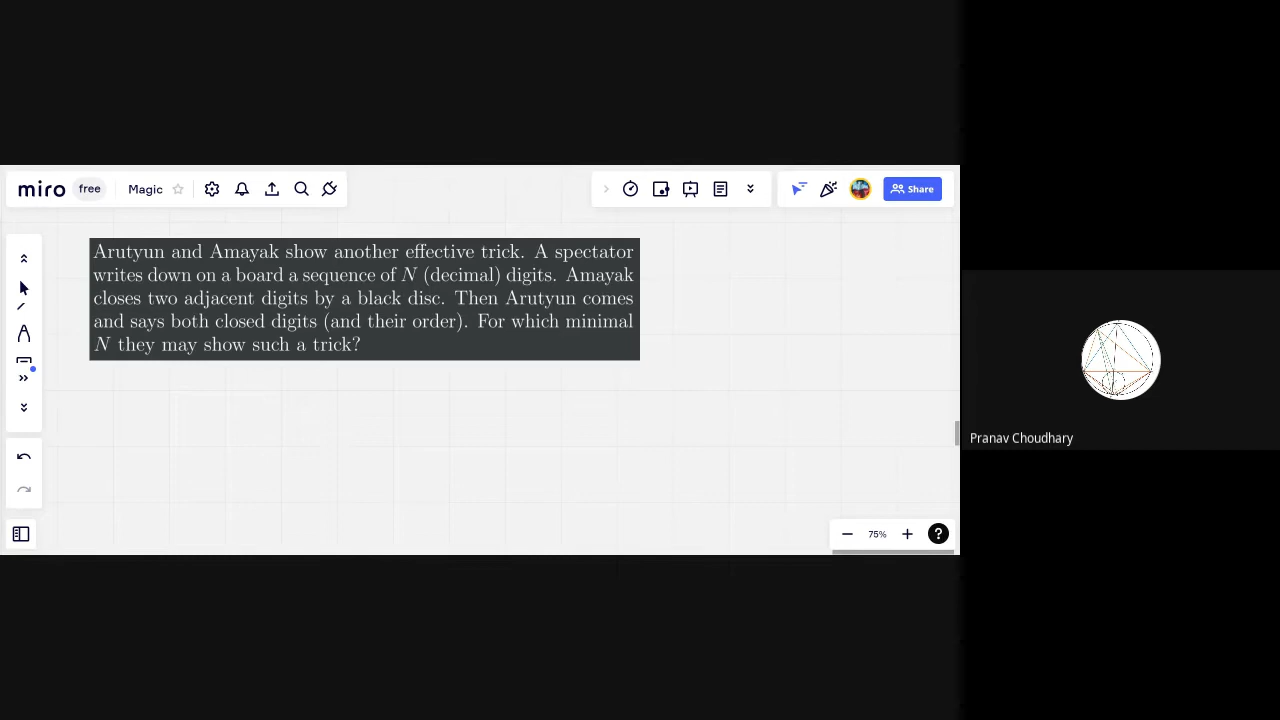 miro free Magic Share
Arutyun and Amayak show another effective trick. A spectator
writes down on a board a sequence of N (decimal) digits. Amayak
closes two adjacent digits by a black disc. Then Arutyun comes
and says both closed digits (and their order). For which minimal
N they may show such a trick?
Pranav Choudhary
75%
?